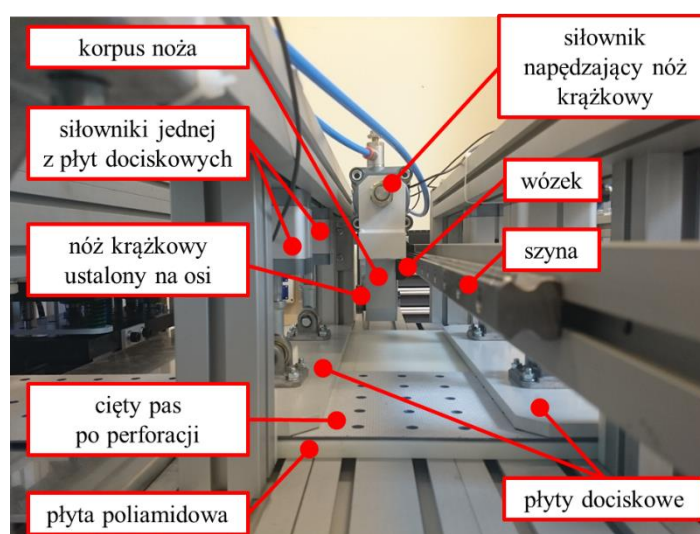 korpus noża
siłownik
napędzający nóż
krążkowy
siłowniki jednej
z płyt dociskowych
wózek
nóż krążkowy
ustalony na osi
szyna
cięty pas
po perforacji
płyta poliamidowa
płyty dociskowe